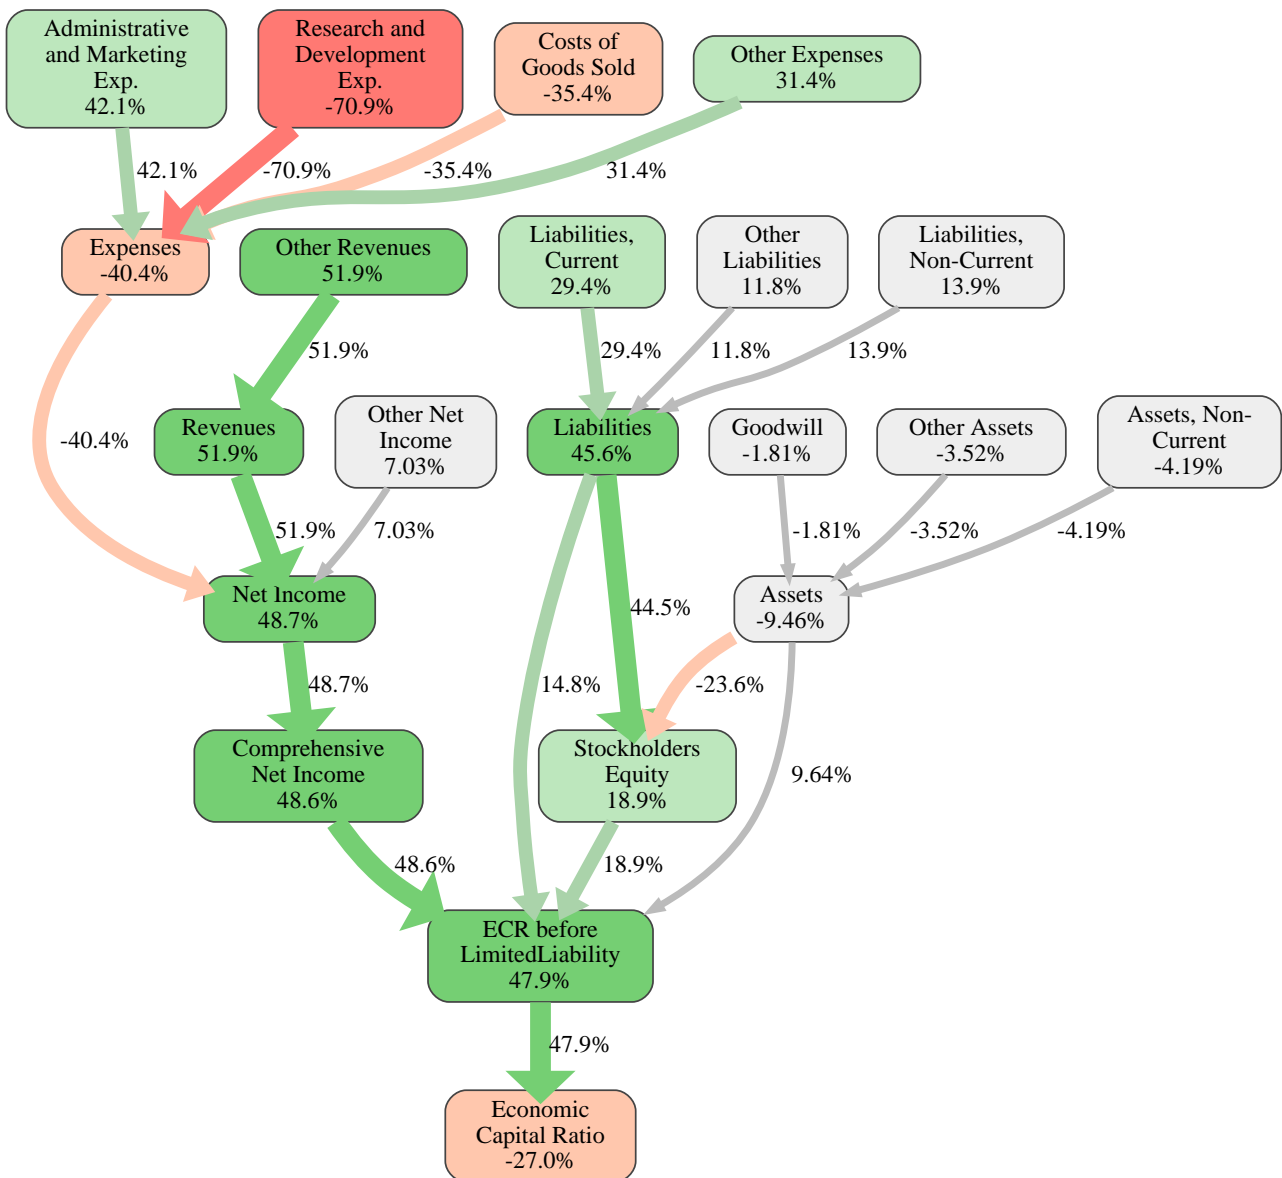 Administrative
and Marketing
Exp.
42.1%
Research and
Development
Exp.
-70.9%
Costs of
Goods Sold
-35.4%
Other Expenses
31.4%
42.1%
-70.9%
-35.4%
31.4%
Expenses
-40.4%
Other Revenues
51.9%
Liabilities,
Current
29.4%
Other
Liabilities
11.8%
Liabilities,
Non-Current
13.9%
51.9%
29.4%
11.8%
13.9%
-40.4%
Revenues
51.9%
Other Net
Income
7.03%
Liabilities
45.6%
Goodwill
-1.81%
Other Assets
-3.52%
Assets, Non-
Current
-4.19%
51.9%
7.03%
-1.81%
-3.52%
-4.19%
Net Income
48.7%
44.5%
Assets
-9.46%
48.7%
14.8%
-23.6%
Comprehensive
Net Income
48.6%
Stockholders
Equity
18.9%
9.64%
48.6%
18.9%
ECR before
LimitedLiability
47.9%
47.9%
Economic
Capital Ratio
-27.0%